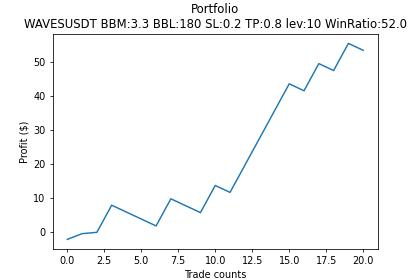 Portfolio
WAVESUSDT BBM:3.3 BBL:180 SL:0.2 TP:0.8 lev:10 WinRatio:52.0
50
40
30
20
10
0
Profit ($)
0.0 2.5 5.0 7.5 10.0 12.5 15.0 17.5 20.0
Trade counts